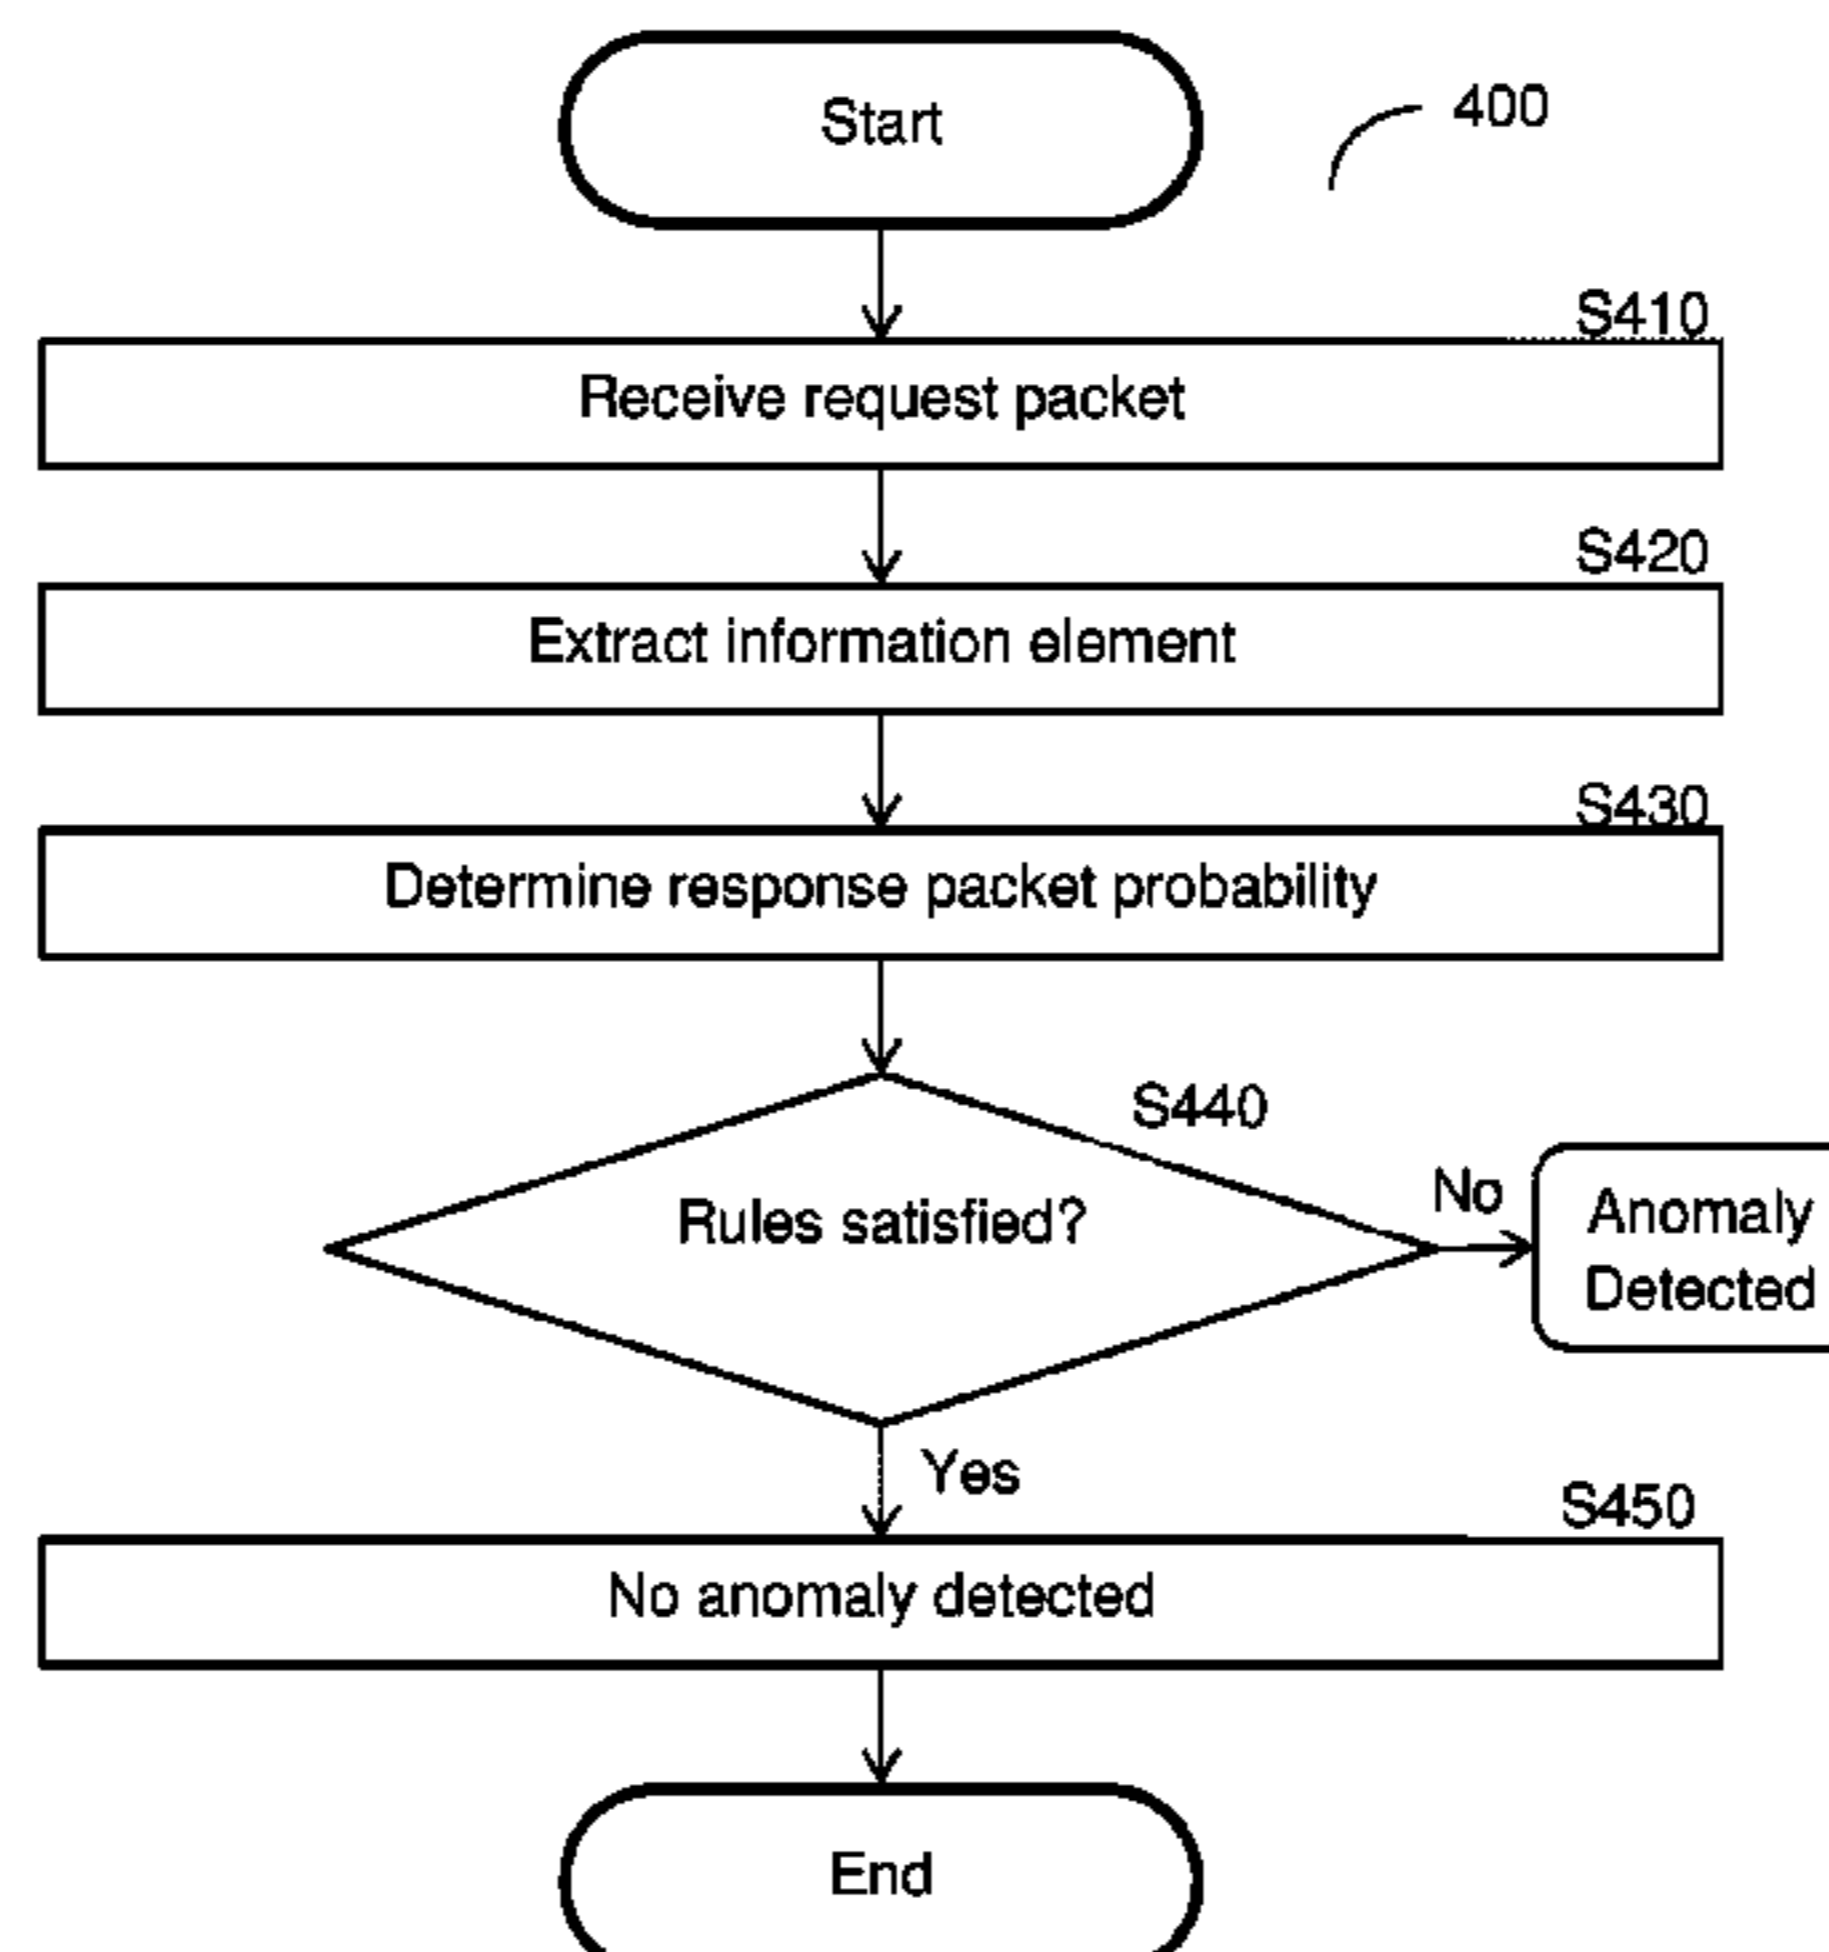 Start
400
S410
Receive request packet
S420
Extract information element
S430
Determine response packet probability
S440
Rules satisfied?
No
Anomaly
Detected
Yes
S450
No anomaly detected
End